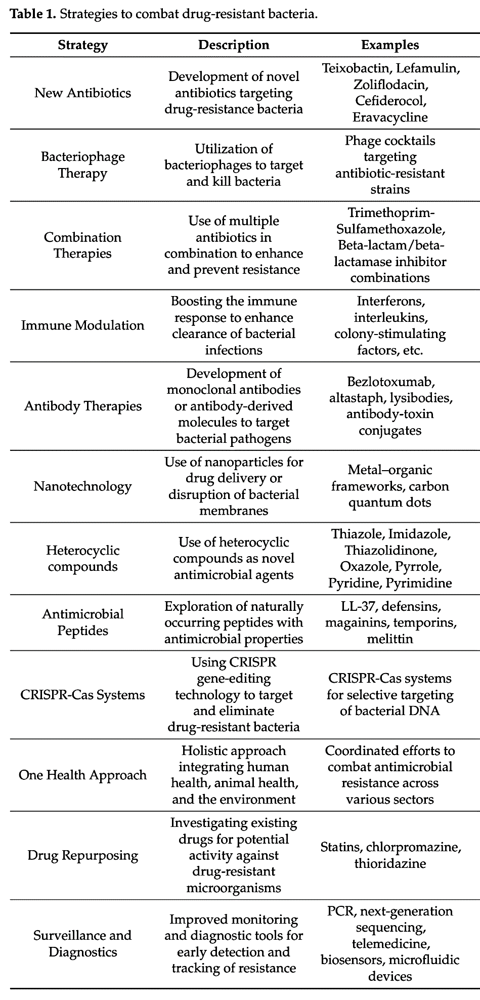 Table 1. Strategies to combat drug-resistant bacteria.
Strategy
Description
Examples
New Antibiotics
Development of novel
antibiotics targeting
drug-resistance bacteria
Teixobactin, Lefamulin,
Zoliflodacin,
Cefiderocol,
Eravacycline
Bacteriophage
Therapy
Utilization of
bacteriophages to target
and kill bacteria
Phage cocktails
targeting
antibiotic-resistant
strains
Combination
Therapies
Use of multiple
antibiotics in
combination to enhance
and prevent resistance
Trimethoprim-
Sulfamethoxazole,
Beta-lactam/beta-
lactamase inhibitor
combinations
Immune Modulation
Boosting the immune
response to enhance
clearance of bacterial
infections
Interferons,
interleukins,
colony-stimulating
factors, etc.
Antibody Therapies
Development of
monoclonal antibodies
or antibody-derived
molecules to target
bacterial pathogens
Bezlotoxumab,
altastaph, lysibodies,
antibody-toxin
conjugates
Nanotechnology
Use of nanoparticles for
drug delivery or
disruption of bacterial
membranes
Metal–organic
frameworks, carbon
quantum dots
Heterocyclic
compounds
Use of heterocyclic
compounds as novel
antimicrobial agents
Thiazole, Imidazole,
Thiazolidinone,
Oxazole, Pyrrole,
Pyridine, Pyrimidine
Antimicrobial
Peptides
Exploration of naturally
occurring peptides with
antimicrobial properties
LL-37, defensins,
magainins, temporins,
melittin
CRISPR-Cas Systems
Using CRISPR
gene-editing
technology to target
and eliminate
drug-resistant bacteria
CRISPR-Cas systems
for selective targeting
of bacterial DNA
One Health Approach
Holistic approach
integrating human
health, animal health,
and the environment
Coordinated efforts to
combat antimicrobial
resistance across
various sectors
Drug Repurposing
Investigating existing
drugs for potential
activity against
drug-resistant
microorganisms
Statins, chlorpromazine,
thioridazine
Surveillance and
Diagnostics
Improved monitoring
and diagnostic tools for
early detection and
tracking of resistance
PCR, next-generation
sequencing,
telemedicine,
biosensors, microfluidic
devices